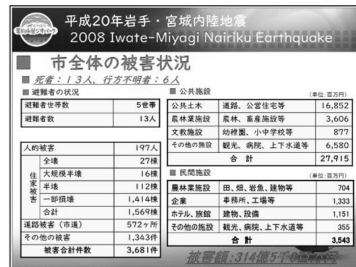 平成20年岩手・宮城内陸地震
2008 Iwate-Miyagi Nairiku Earthquake
■ 市全体の被害状況
死者：13人、行方不明者：6人
■ 避難者の状況
避難者世帯数 5世帯
避難者数 13人
人的被害 197人
住家被害 全壊 27棟
大規模半壊 16棟
半壊 112棟
一部損壊 1,414棟
合計 1,569棟
道路被害（市道） 572ヶ所
その他の被害 1,343件
被害合計件数 3,681件
■ 公共施設 (単位:百万円)
公共土木 道路、公営住宅等 16,852
農林業施設 農林、畜産施設等 3,606
文教施設 幼稚園、小中学校等 877
その他の施設 観光、病院、上下水道等 6,580
合 計 27,915
■ 民間施設 (単位:百万円)
農林業施設 田、畑、岩魚、建物等 704
企業 事務所、工場等 1,333
ホテル、旅館 建物、設備 1,151
その他の施設 観光、病院、上下水道等 355
合 計 3,543
被害額:314億5千